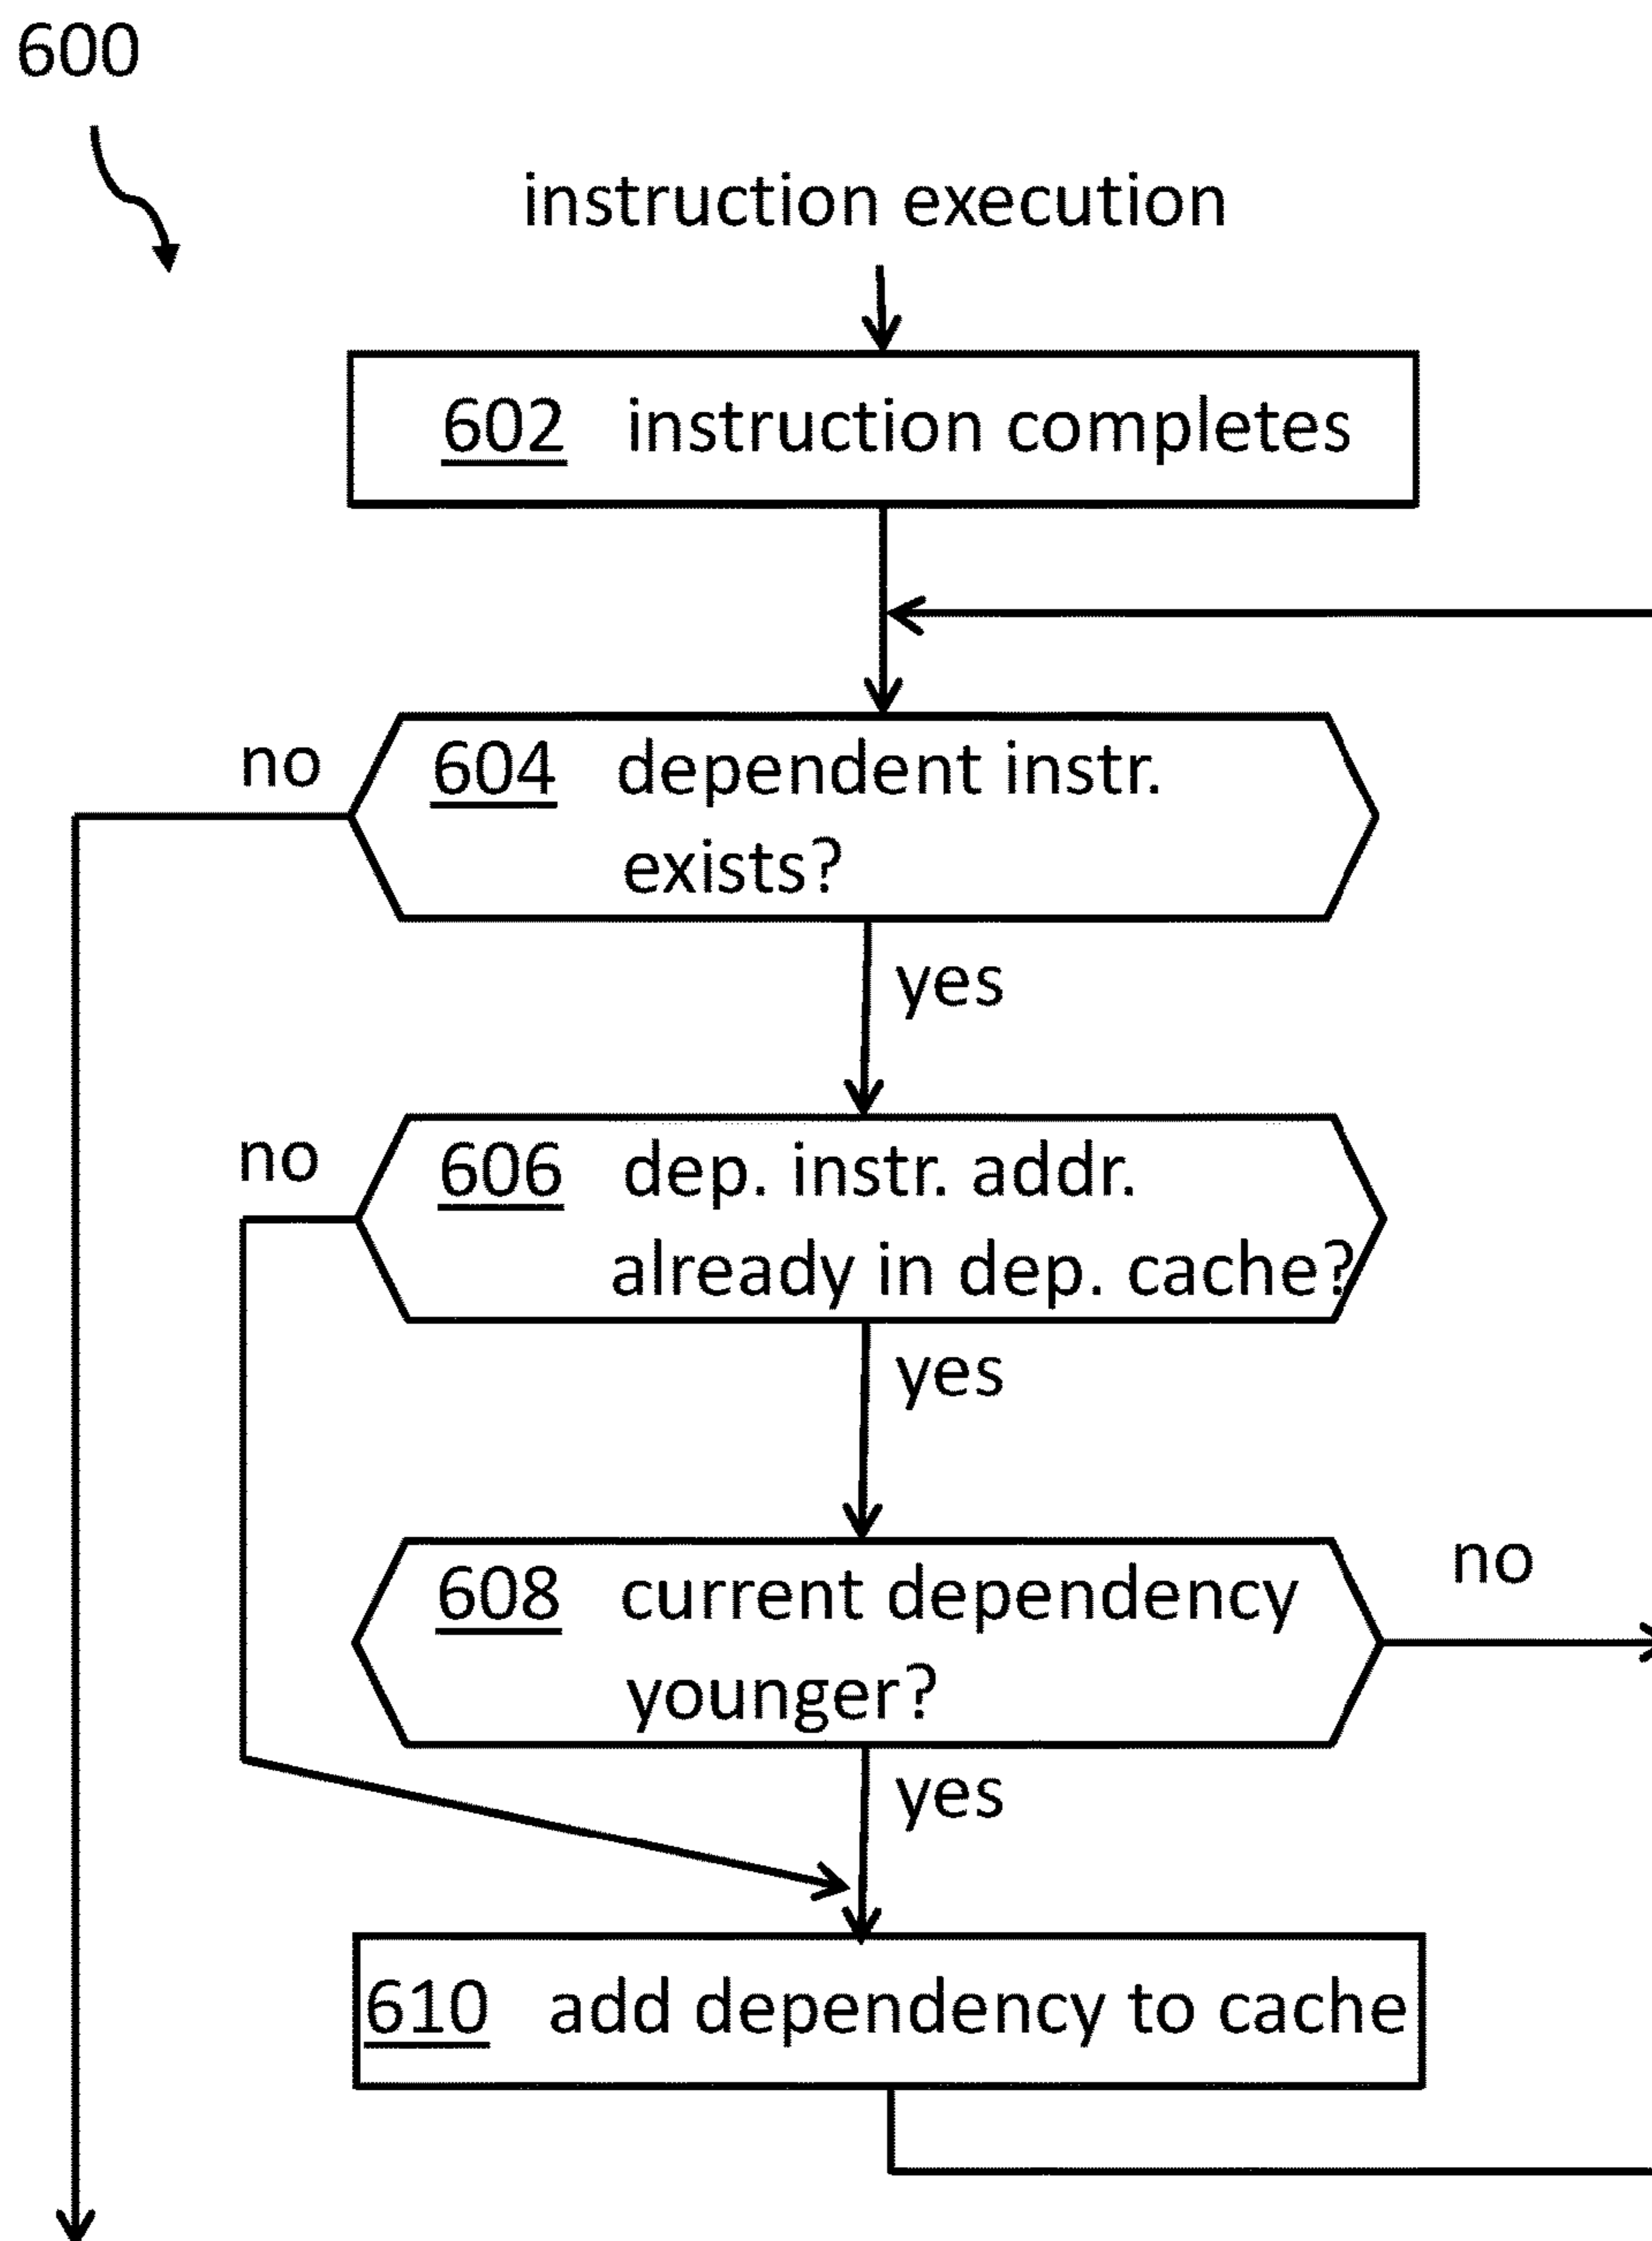 600
instruction execution
602 instruction completes
no
604 dependent instr.
exists?
yes
no
606 dep. instr. addr.
already in dep. cache?
yes
no
608 current dependency
younger?
yes
610 add dependency to cache